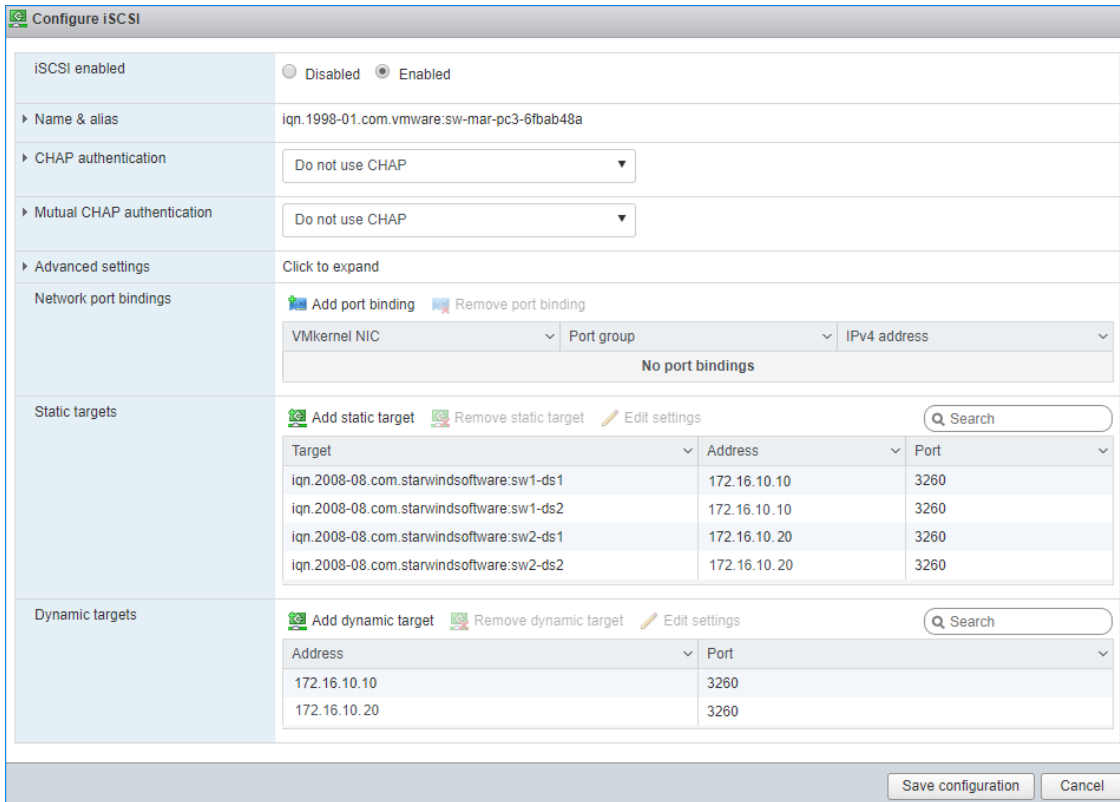 Configure iSCSI
iSCSI enabled Disabled Enabled
Name & alias iqn.1998-01.com.vmware:sw-mar-pc3-6fbab48a
CHAP authentication Do not use CHAP
Mutual CHAP authentication Do not use CHAP
Advanced settings Click to expand
Network port bindings Add port binding Remove port binding
VMkernel NIC Port group IPv4 address
No port bindings
Static targets Add static target Remove static target Edit settings Search
Target Address Port
iqn.2008-08.com.starwindsoftware:sw1-ds1 172.16.10.10 3260
iqn.2008-08.com.starwindsoftware:sw1-ds2 172.16.10.10 3260
iqn.2008-08.com.starwindsoftware:sw2-ds1 172.16.10.20 3260
iqn.2008-08.com.starwindsoftware:sw2-ds2 172.16.10.20 3260
Dynamic targets Add dynamic target Remove dynamic target Edit settings Search
Address Port
172.16.10.10 3260
172.16.10.20 3260
Save configuration Cancel